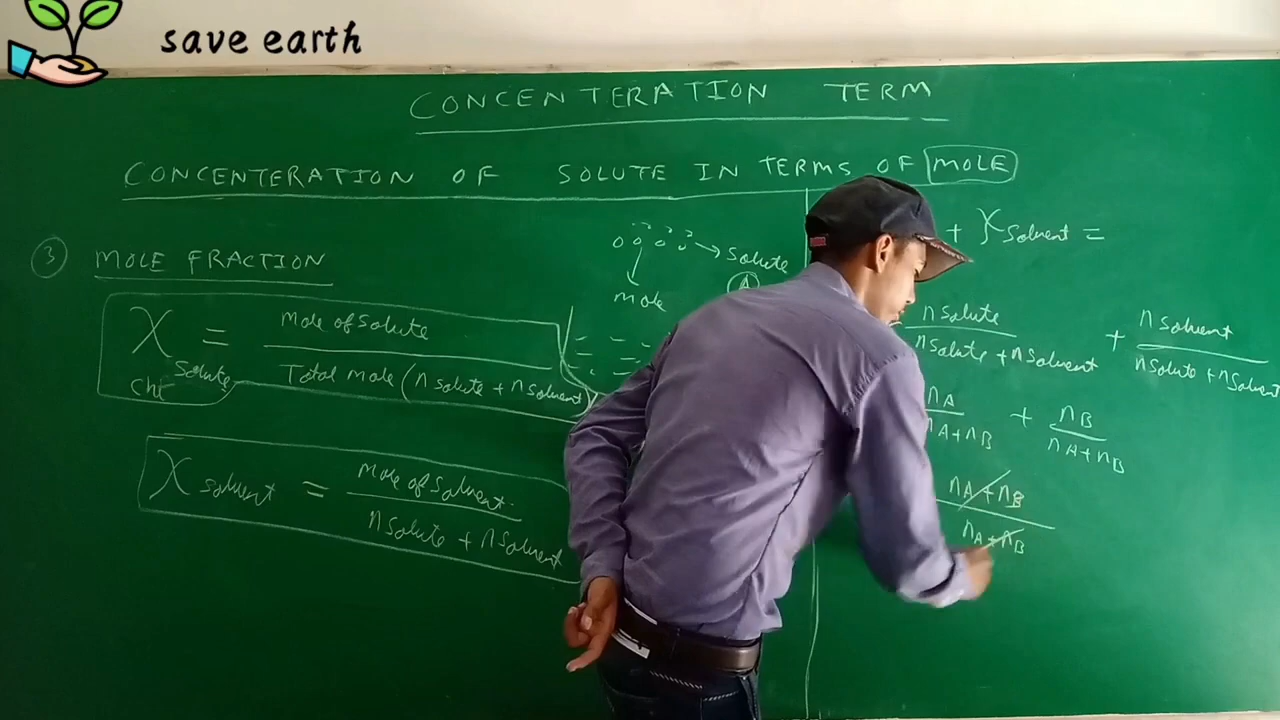 save earth
CONCENTERATION TERM
CONCENTERATION OF SOLUTE IN TERMS OF MOLE
3 MOLE FRACTION
χ solute = mole of solute / Total mole (n solute + n solvent)
χ solvent = mole of solvent / n solute + n solvent
solute
A
mole
+ χ solvent =
n solute / n solute + n solvent + n solvent / n solute + n solvent
nA / nA+nB + nB / nA+nB
nA+nB / nA+nB